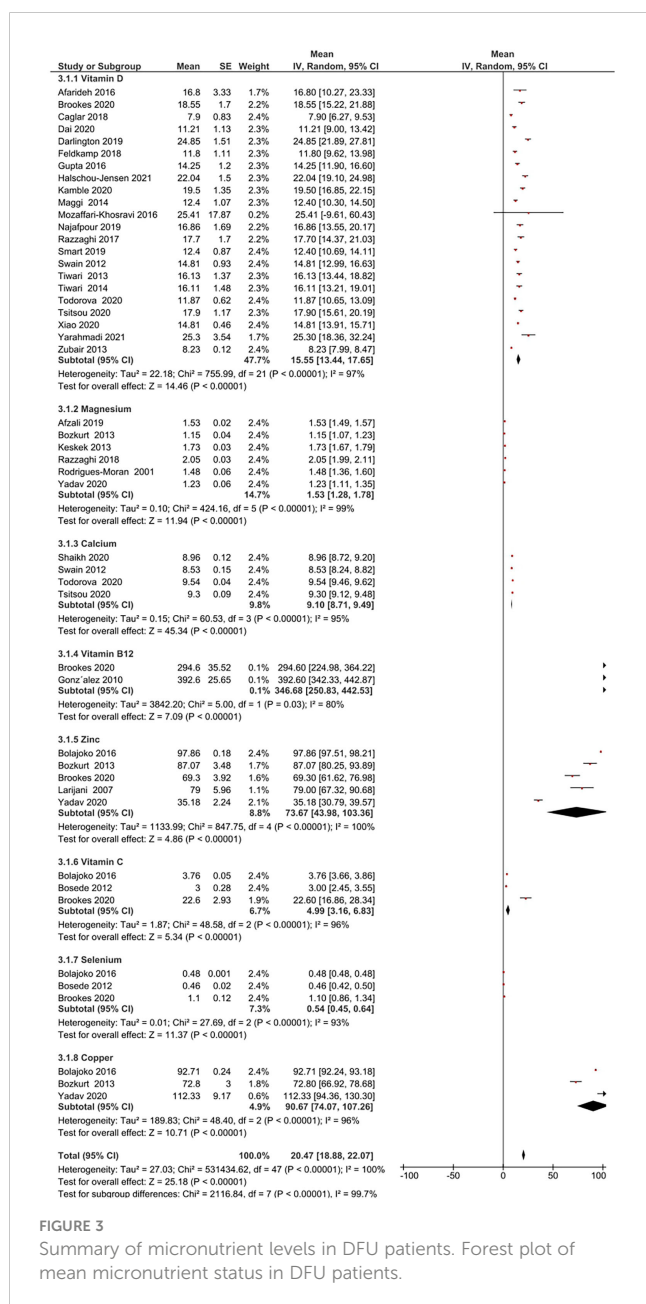 Mean Mean
Study or Subgroup Mean SE Weight IV, Random, 95% CI IV, Random, 95% CI
3.1.1 Vitamin D
Afarideh 2016 16.8 3.33 1.7% 16.80 [10.27, 23.33]
Brookes 2020 18.55 1.7 2.2% 18.55 [15.22, 21.88]
Caglar 2018 7.9 0.83 2.4% 7.90 [6.27, 9.53]
Dai 2020 11.21 1.13 2.3% 11.21 [9.00, 13.42]
Darlington 2019 24.85 1.51 2.3% 24.85 [21.89, 27.81]
Feldkamp 2018 11.8 1.11 2.3% 11.80 [9.62, 13.98]
Gupta 2016 14.25 1.2 2.3% 14.25 [11.90, 16.60]
Halschou-Jensen 2021 22.04 1.5 2.3% 22.04 [19.10, 24.98]
Kamble 2020 19.5 1.35 2.3% 19.50 [16.85, 22.15]
Maggi 2014 12.4 1.07 2.3% 12.40 [10.30, 14.50]
Mozaffari-Khosravi 2016 25.41 17.87 0.2% 25.41 [-9.61, 60.43]
Najafpour 2019 16.86 1.69 2.2% 16.86 [13.55, 20.17]
Razzaghi 2017 17.7 1.7 2.2% 17.70 [14.37, 21.03]
Smart 2019 12.4 0.87 2.3% 12.40 [10.69, 14.11]
Swain 2012 14.81 0.93 2.3% 14.81 [12.99, 16.63]
Tiwari 2013 16.13 1.37 2.3% 16.13 [13.44, 18.82]
Tiwari 2014 16.11 1.48 2.3% 16.11 [13.21, 19.01]
Todorova 2020 11.87 0.62 2.4% 11.87 [10.65, 13.09]
Tsitsou 2020 17.9 1.17 2.3% 17.90 [15.61, 20.19]
Xiao 2020 14.81 0.46 2.4% 14.81 [13.91, 15.71]
Yarahmadi 2021 25.3 3.54 1.6% 25.30 [18.36, 32.24]
Zubair 2013 8.23 0.12 2.4% 8.23 [7.99, 8.47]
Subtotal (95% CI) 47.7% 15.55 [13.44, 17.65]
Heterogeneity: Tau² = 22.18; Chi² = 755.99, df = 21 (P < 0.00001); I² = 97%
Test for overall effect: Z = 14.46 (P < 0.00001)
3.1.2 Magnesium
Afzali 2019 1.53 0.02 2.4% 1.53 [1.49, 1.57]
Bozkurt 2013 1.15 0.04 2.4% 1.15 [1.07, 1.23]
Keskek 2013 1.73 0.03 2.4% 1.73 [1.67, 1.79]
Razzaghi 2018 2.05 0.03 2.4% 2.05 [1.99, 2.11]
Rodrigues-Moran 2001 1.48 0.06 2.4% 1.48 [1.36, 1.60]
Yadav 2020 1.23 0.06 2.4% 1.23 [1.11, 1.35]
Subtotal (95% CI) 14.7% 1.53 [1.28, 1.78]
Heterogeneity: Tau² = 0.10; Chi² = 424.16, df = 5 (P < 0.00001); I² = 99%
Test for overall effect: Z = 11.94 (P < 0.00001)
3.1.3 Calcium
Shaikh 2020 8.96 0.12 2.4% 8.96 [8.72, 9.20]
Swain 2012 8.53 0.15 2.4% 8.53 [8.24, 8.82]
Todorova 2020 9.54 0.04 2.4% 9.54 [9.46, 9.62]
Tsitsou 2020 9.3 0.09 2.4% 9.30 [9.12, 9.48]
Subtotal (95% CI) 9.8% 9.10 [8.71, 9.49]
Heterogeneity: Tau² = 0.15; Chi² = 60.53, df = 3 (P < 0.00001); I² = 95%
Test for overall effect: Z = 45.34 (P < 0.00001)
3.1.4 Vitamin B12
Brookes 2020 294.6 35.52 0.1% 294.60 [224.98, 364.22]
Gonz´alez 2010 392.6 25.65 0.1% 392.60 [342.33, 442.87]
Subtotal (95% CI) 0.1% 346.68 [250.83, 442.53]
Heterogeneity: Tau² = 3842.20; Chi² = 5.00, df = 1 (P = 0.03); I² = 80%
Test for overall effect: Z = 7.09 (P < 0.00001)
3.1.5 Zinc
Bolajoko 2016 97.86 0.18 2.4% 97.86 [97.51, 98.21]
Bozkurt 2013 87.07 3.48 1.7% 87.07 [80.25, 93.89]
Brookes 2020 69.3 3.92 1.6% 69.30 [61.62, 76.98]
Larijani 2007 79 5.96 1.1% 79.00 [67.32, 90.68]
Yadav 2020 35.18 2.24 2.1% 35.18 [30.79, 39.57]
Subtotal (95% CI) 8.8% 73.67 [43.98, 103.36]
Heterogeneity: Tau² = 1133.99; Chi² = 847.75, df = 4 (P < 0.00001); I² = 100%
Test for overall effect: Z = 4.86 (P < 0.00001)
3.1.6 Vitamin C
Bolajoko 2016 3.76 0.05 2.4% 3.76 [3.66, 3.86]
Bosede 2012 3 0.28 2.4% 3.00 [2.45, 3.55]
Brookes 2020 22.6 2.93 1.9% 22.60 [16.86, 28.34]
Subtotal (95% CI) 6.7% 4.99 [3.16, 6.83]
Heterogeneity: Tau² = 1.87; Chi² = 48.58, df = 2 (P < 0.00001); I² = 96%
Test for overall effect: Z = 5.34 (P < 0.00001)
3.1.7 Selenium
Bolajoko 2016 0.48 0.001 2.4% 0.48 [0.48, 0.48]
Bosede 2012 0.46 0.02 2.4% 0.46 [0.42, 0.50]
Brookes 2020 1.1 0.12 2.4% 1.10 [0.86, 1.34]
Subtotal (95% CI) 7.3% 0.54 [0.45, 0.64]
Heterogeneity: Tau² = 0.01; Chi² = 27.69, df = 2 (P < 0.00001); I² = 93%
Test for overall effect: Z = 11.37 (P < 0.00001)
3.1.8 Copper
Bolajoko 2016 92.71 0.24 2.4% 92.71 [92.24, 93.18]
Bozkurt 2013 72.8 3 1.8% 72.80 [66.92, 78.68]
Yadav 2020 112.33 9.17 0.6% 112.33 [94.36, 130.30]
Subtotal (95% CI) 4.9% 90.67 [74.07, 107.26]
Heterogeneity: Tau² = 189.83; Chi² = 48.40, df = 2 (P < 0.00001); I² = 96%
Test for overall effect: Z = 10.71 (P < 0.00001)
Total (95% CI) 100.0% 20.47 [18.88, 22.07]
Heterogeneity: Tau² = 27.03; Chi² = 531434.62, df = 47 (P < 0.00001); I² = 100%
Test for overall effect: Z = 25.18 (P < 0.00001)
Test for subgroup differences: Chi² = 2116.84, df = 7 (P < 0.00001), I² = 99.7%
-100 -50 0 50 100
FIGURE 3
Summary of micronutrient levels in DFU patients. Forest plot of
mean micronutrient status in DFU patients.